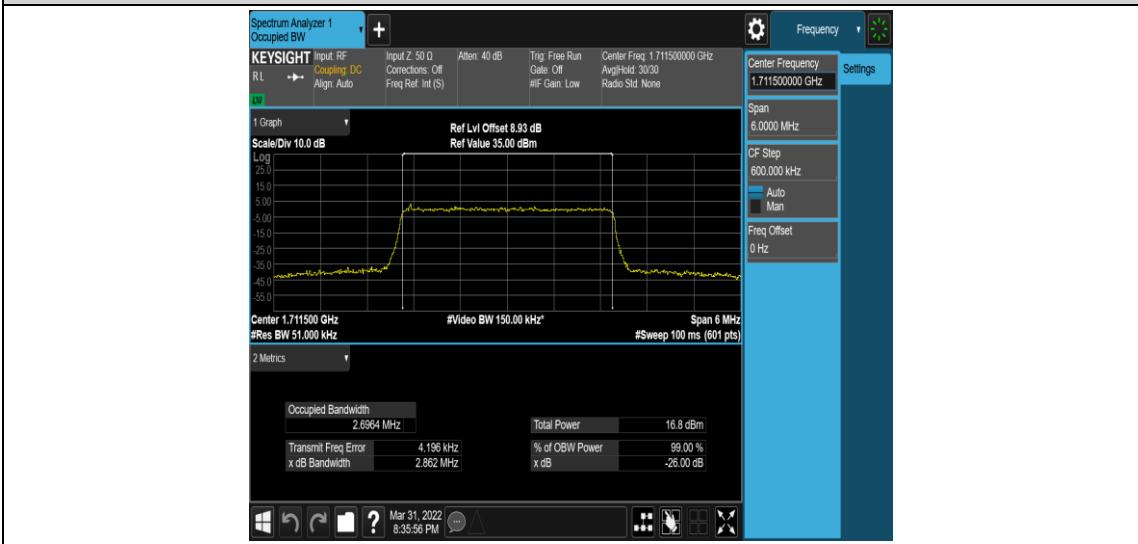 Spectrum Analyzer 1
Occupied BW
+
Frequency
KEYSIGHT
R L
LXI
Input: RF
Coupling: DC
Align: Auto
Input Z: 50 Ω
Corrections: Off
Freq Ref: Int (S)
Atten: 40 dB
Trig: Free Run
Gate: Off
#IF Gain: Low
Center Freq: 1.711500000 GHz
Avg|Hold: 30/30
Radio Std: None
Center Frequency
1.711500000 GHz
Settings
Span
6.0000 MHz
CF Step
600.000 kHz
Auto
Man
Freq Offset
0 Hz
1 Graph
Scale/Div 10.0 dB
Ref Lvl Offset 8.93 dB
Ref Value 35.00 dBm
Log
25.0
15.0
5.00
-5.00
-15.0
-25.0
-35.0
-45.0
-55.0
Center 1.711500 GHz
#Res BW 51.000 kHz
#Video BW 150.00 kHz*
Span 6 MHz
#Sweep 100 ms (601 pts)
2 Metrics
Occupied Bandwidth
2.6964 MHz
Total Power 16.8 dBm
Transmit Freq Error 4.196 kHz
% of OBW Power 99.00 %
x dB Bandwidth 2.862 MHz
x dB -26.00 dB
?
Mar 31, 2022
8:35:56 PM